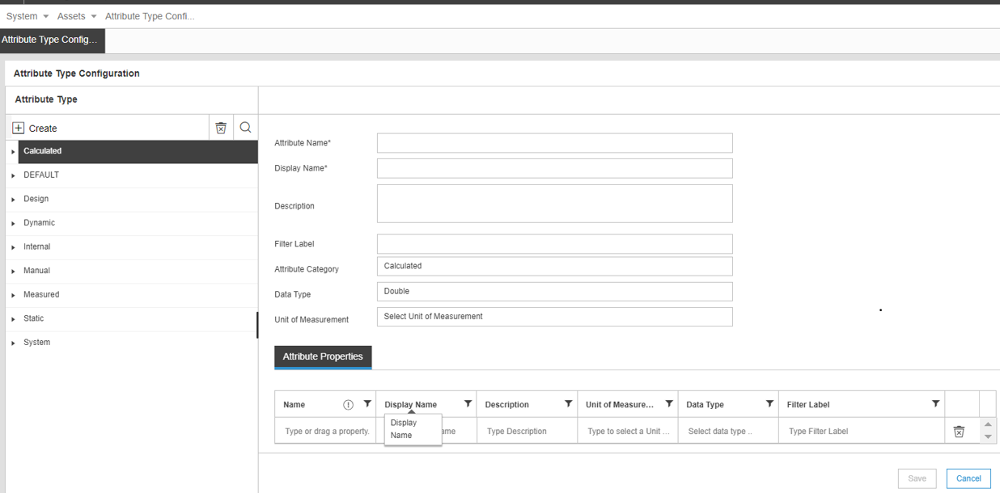 System Assets Attribute Type Confi...
Attribute Type Config...
Attribute Type Configuration
Attribute Type
Create
Calculated
DEFAULT
Design
Dynamic
Internal
Manual
Measured
Static
System
Attribute Name*
Display Name*
Description
Filter Label
Attribute Category Calculated
Data Type Double
Unit of Measurement Select Unit of Measurement
Attribute Properties
Name Display Name Description Unit of Measure... Data Type Filter Label
Type or drag a property. Type Description Type to select a Unit ... Select data type .. Type Filter Label
Display
Name
Save Cancel